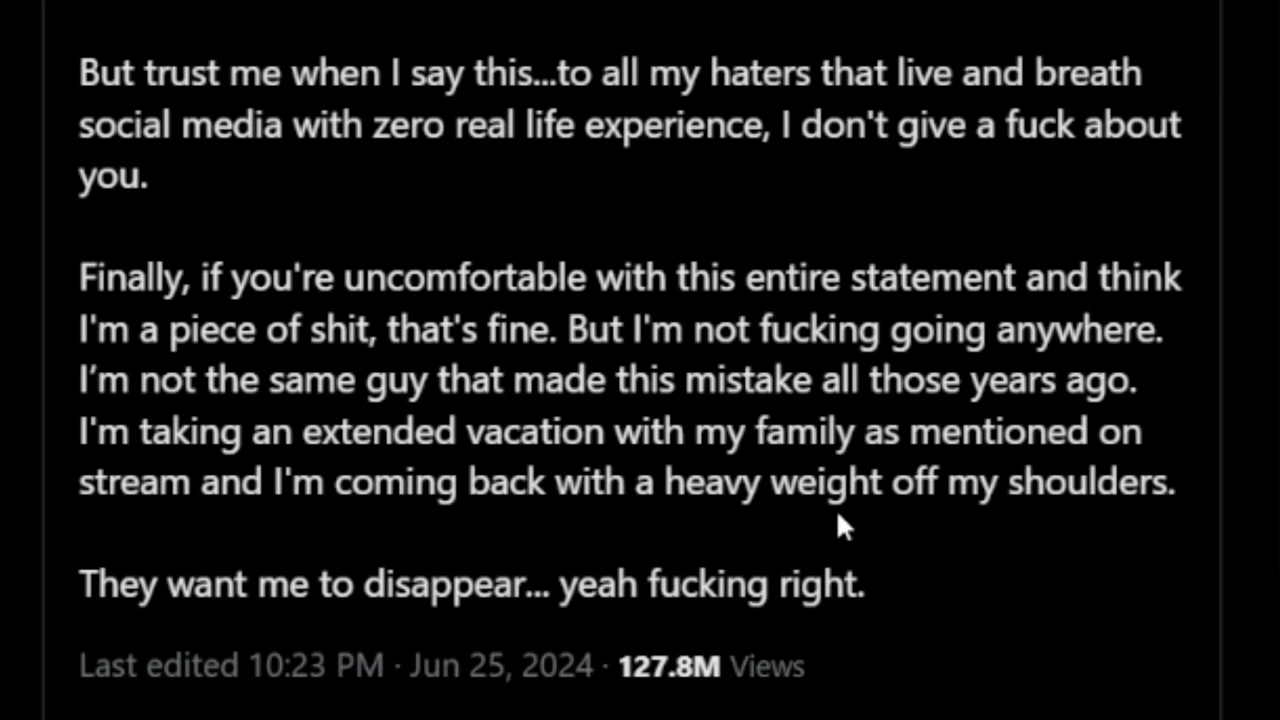 But trust me when I say this...to all my haters that live and breath
social media with zero real life experience, I don't give a fuck about
you.
Finally, if you're uncomfortable with this entire statement and think
I'm a piece of shit, that's fine. But I'm not fucking going anywhere.
I’m not the same guy that made this mistake all those years ago.
I'm taking an extended vacation with my family as mentioned on
stream and I'm coming back with a heavy weight off my shoulders.
They want me to disappear... yeah fucking right.
Last edited 10:23 PM · Jun 25, 2024 · 127.8M Views